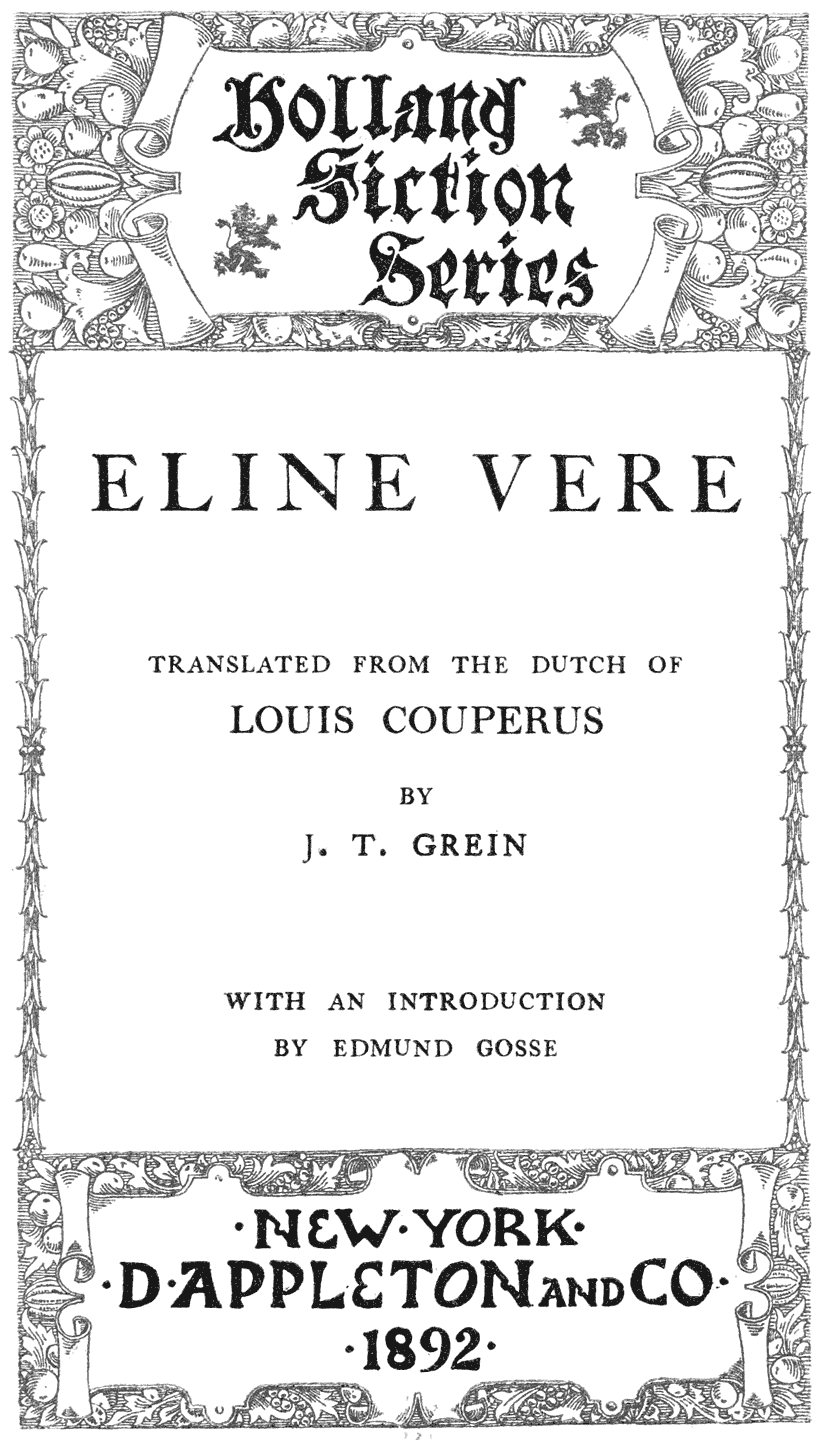 Holland
Fiction
Series
ELINE VERE
TRANSLATED FROM THE DUTCH OF
LOUIS COUPERUS
BY
J. T. GREIN
WITH AN INTRODUCTION
BY EDMUND GOSSE
·NEW·YORK·
·D·APPLETON AND CO·
·1892·